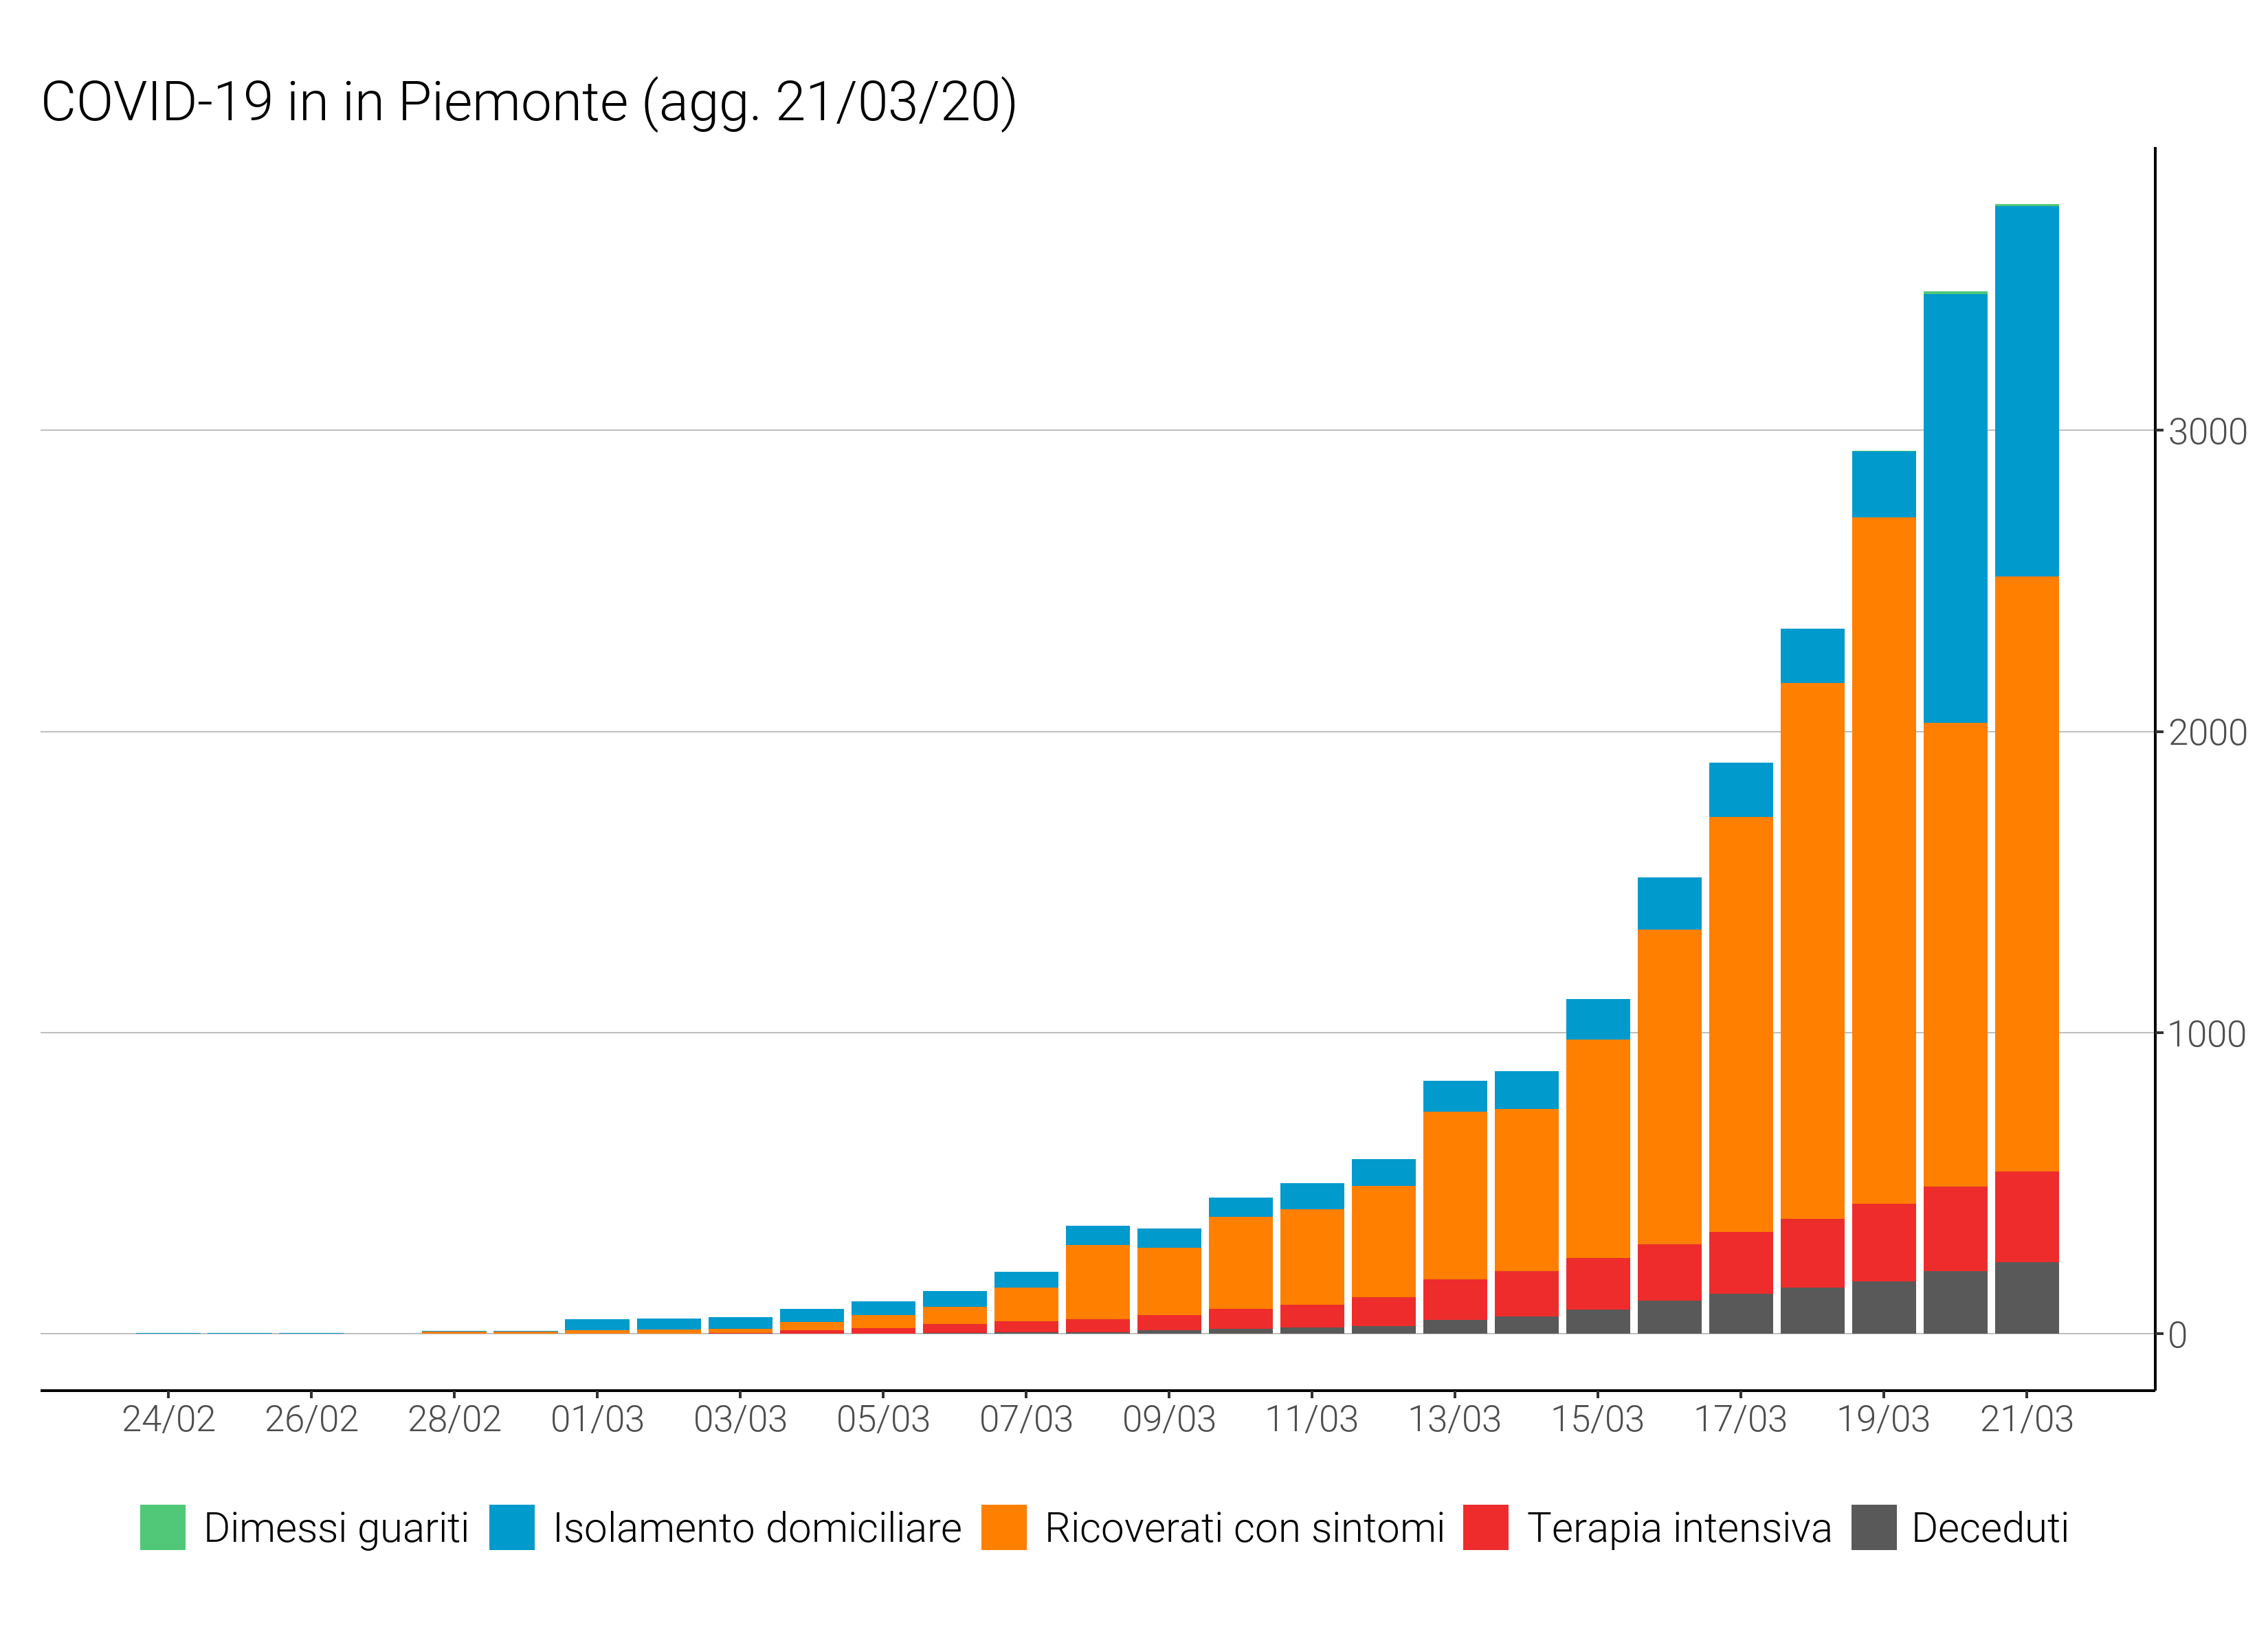 COVID-19 in in Piemonte (agg. 21/03/20)
3000
2000
1000
0
24/02 26/02 28/02 01/03 03/03 05/03 07/03 09/03 11/03 13/03 15/03 17/03 19/03 21/03
Dimessi guariti Isolamento domiciliare Ricoverati con sintomi Terapia intensiva Deceduti